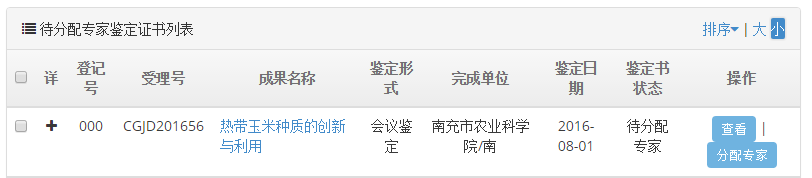 待分配专家鉴定证书列表
排序 | 大 小
详 登记号 受理号 成果名称 鉴定形式 完成单位 鉴定日期 鉴定书状态 操作
000 CGJD201656 热带玉米种质的创新与利用 会议鉴定 南充市农业科学院/南 2016-08-01 待分配专家 查看 | 分配专家